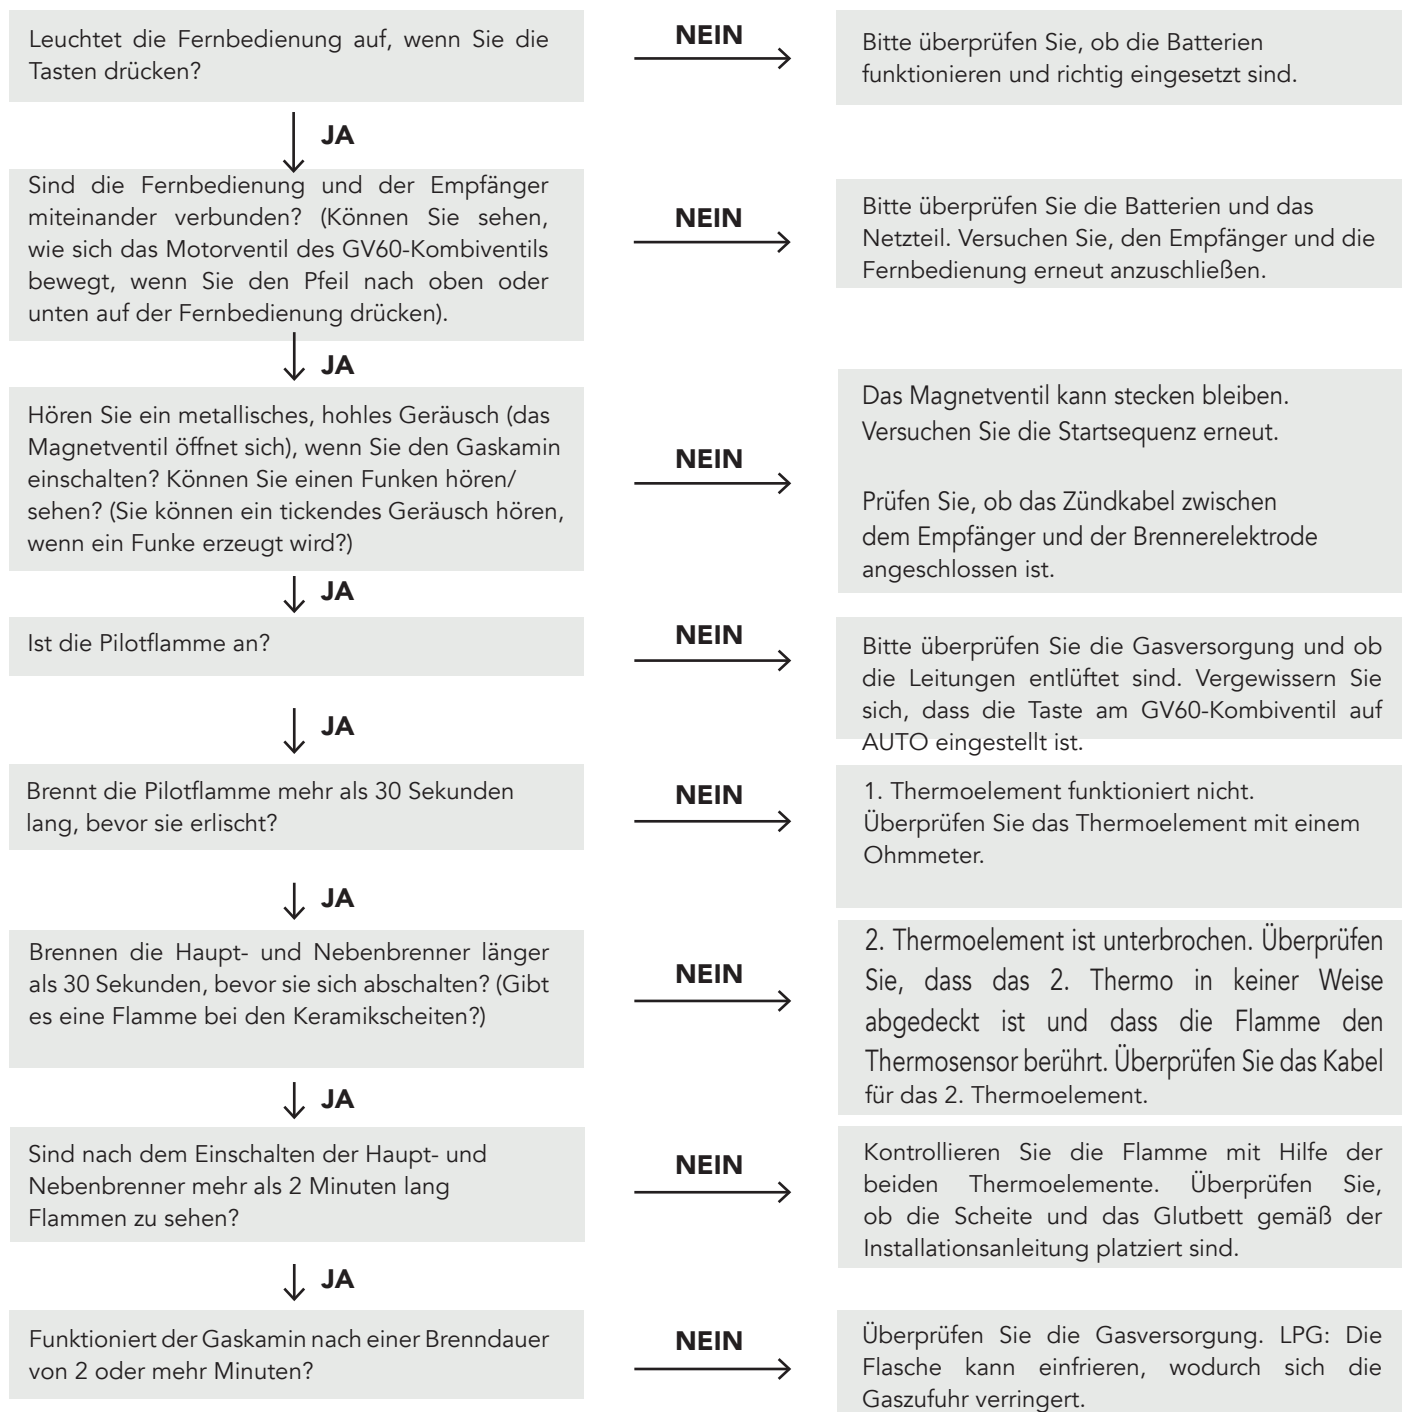 Leuchtet die Fernbedienung auf, wenn Sie die
Tasten drücken?
NEIN
Bitte überprüfen Sie, ob die Batterien
funktionieren und richtig eingesetzt sind.
JA
Sind die Fernbedienung und der Empfänger
miteinander verbunden? (Können Sie sehen,
wie sich das Motorventil des GV60-Kombiventils
bewegt, wenn Sie den Pfeil nach oben oder
unten auf der Fernbedienung drücken).
NEIN
Bitte überprüfen Sie die Batterien und das
Netzteil. Versuchen Sie, den Empfänger und die
Fernbedienung erneut anzuschließen.
JA
Hören Sie ein metallisches, hohles Geräusch (das
Magnetventil öffnet sich), wenn Sie den Gaskamin
einschalten? Können Sie einen Funken hören/
sehen? (Sie können ein tickendes Geräusch hören,
wenn ein Funke erzeugt wird?)
NEIN
Das Magnetventil kann stecken bleiben.
Versuchen Sie die Startsequenz erneut.
Prüfen Sie, ob das Zündkabel zwischen
dem Empfänger und der Brennerelektrode
angeschlossen ist.
JA
Ist die Pilotflamme an?
NEIN
Bitte überprüfen Sie die Gasversorgung und ob
die Leitungen entlüftet sind. Vergewissern Sie
sich, dass die Taste am GV60-Kombiventil auf
AUTO eingestellt ist.
JA
Brennt die Pilotflamme mehr als 30 Sekunden
lang, bevor sie erlischt?
NEIN
1. Thermoelement funktioniert nicht.
Überprüfen Sie das Thermoelement mit einem
Ohmmeter.
JA
Brennen die Haupt- und Nebenbrenner länger
als 30 Sekunden, bevor sie sich abschalten? (Gibt
es eine Flamme bei den Keramikscheiten?)
NEIN
2. Thermoelement ist unterbrochen. Überprüfen
Sie, dass das 2. Thermo in keiner Weise
abgedeckt ist und dass die Flamme den
Thermosensor berührt. Überprüfen Sie das Kabel
für das 2. Thermoelement.
JA
Sind nach dem Einschalten der Haupt- und
Nebenbrenner mehr als 2 Minuten lang
Flammen zu sehen?
NEIN
Kontrollieren Sie die Flamme mit Hilfe der
beiden Thermoelemente. Überprüfen Sie,
ob die Scheite und das Glutbett gemäß der
Installationsanleitung platziert sind.
JA
Funktioniert der Gaskamin nach einer Brenndauer
von 2 oder mehr Minuten?
NEIN
Überprüfen Sie die Gasversorgung. LPG: Die
Flasche kann einfrieren, wodurch sich die
Gaszufuhr verringert.